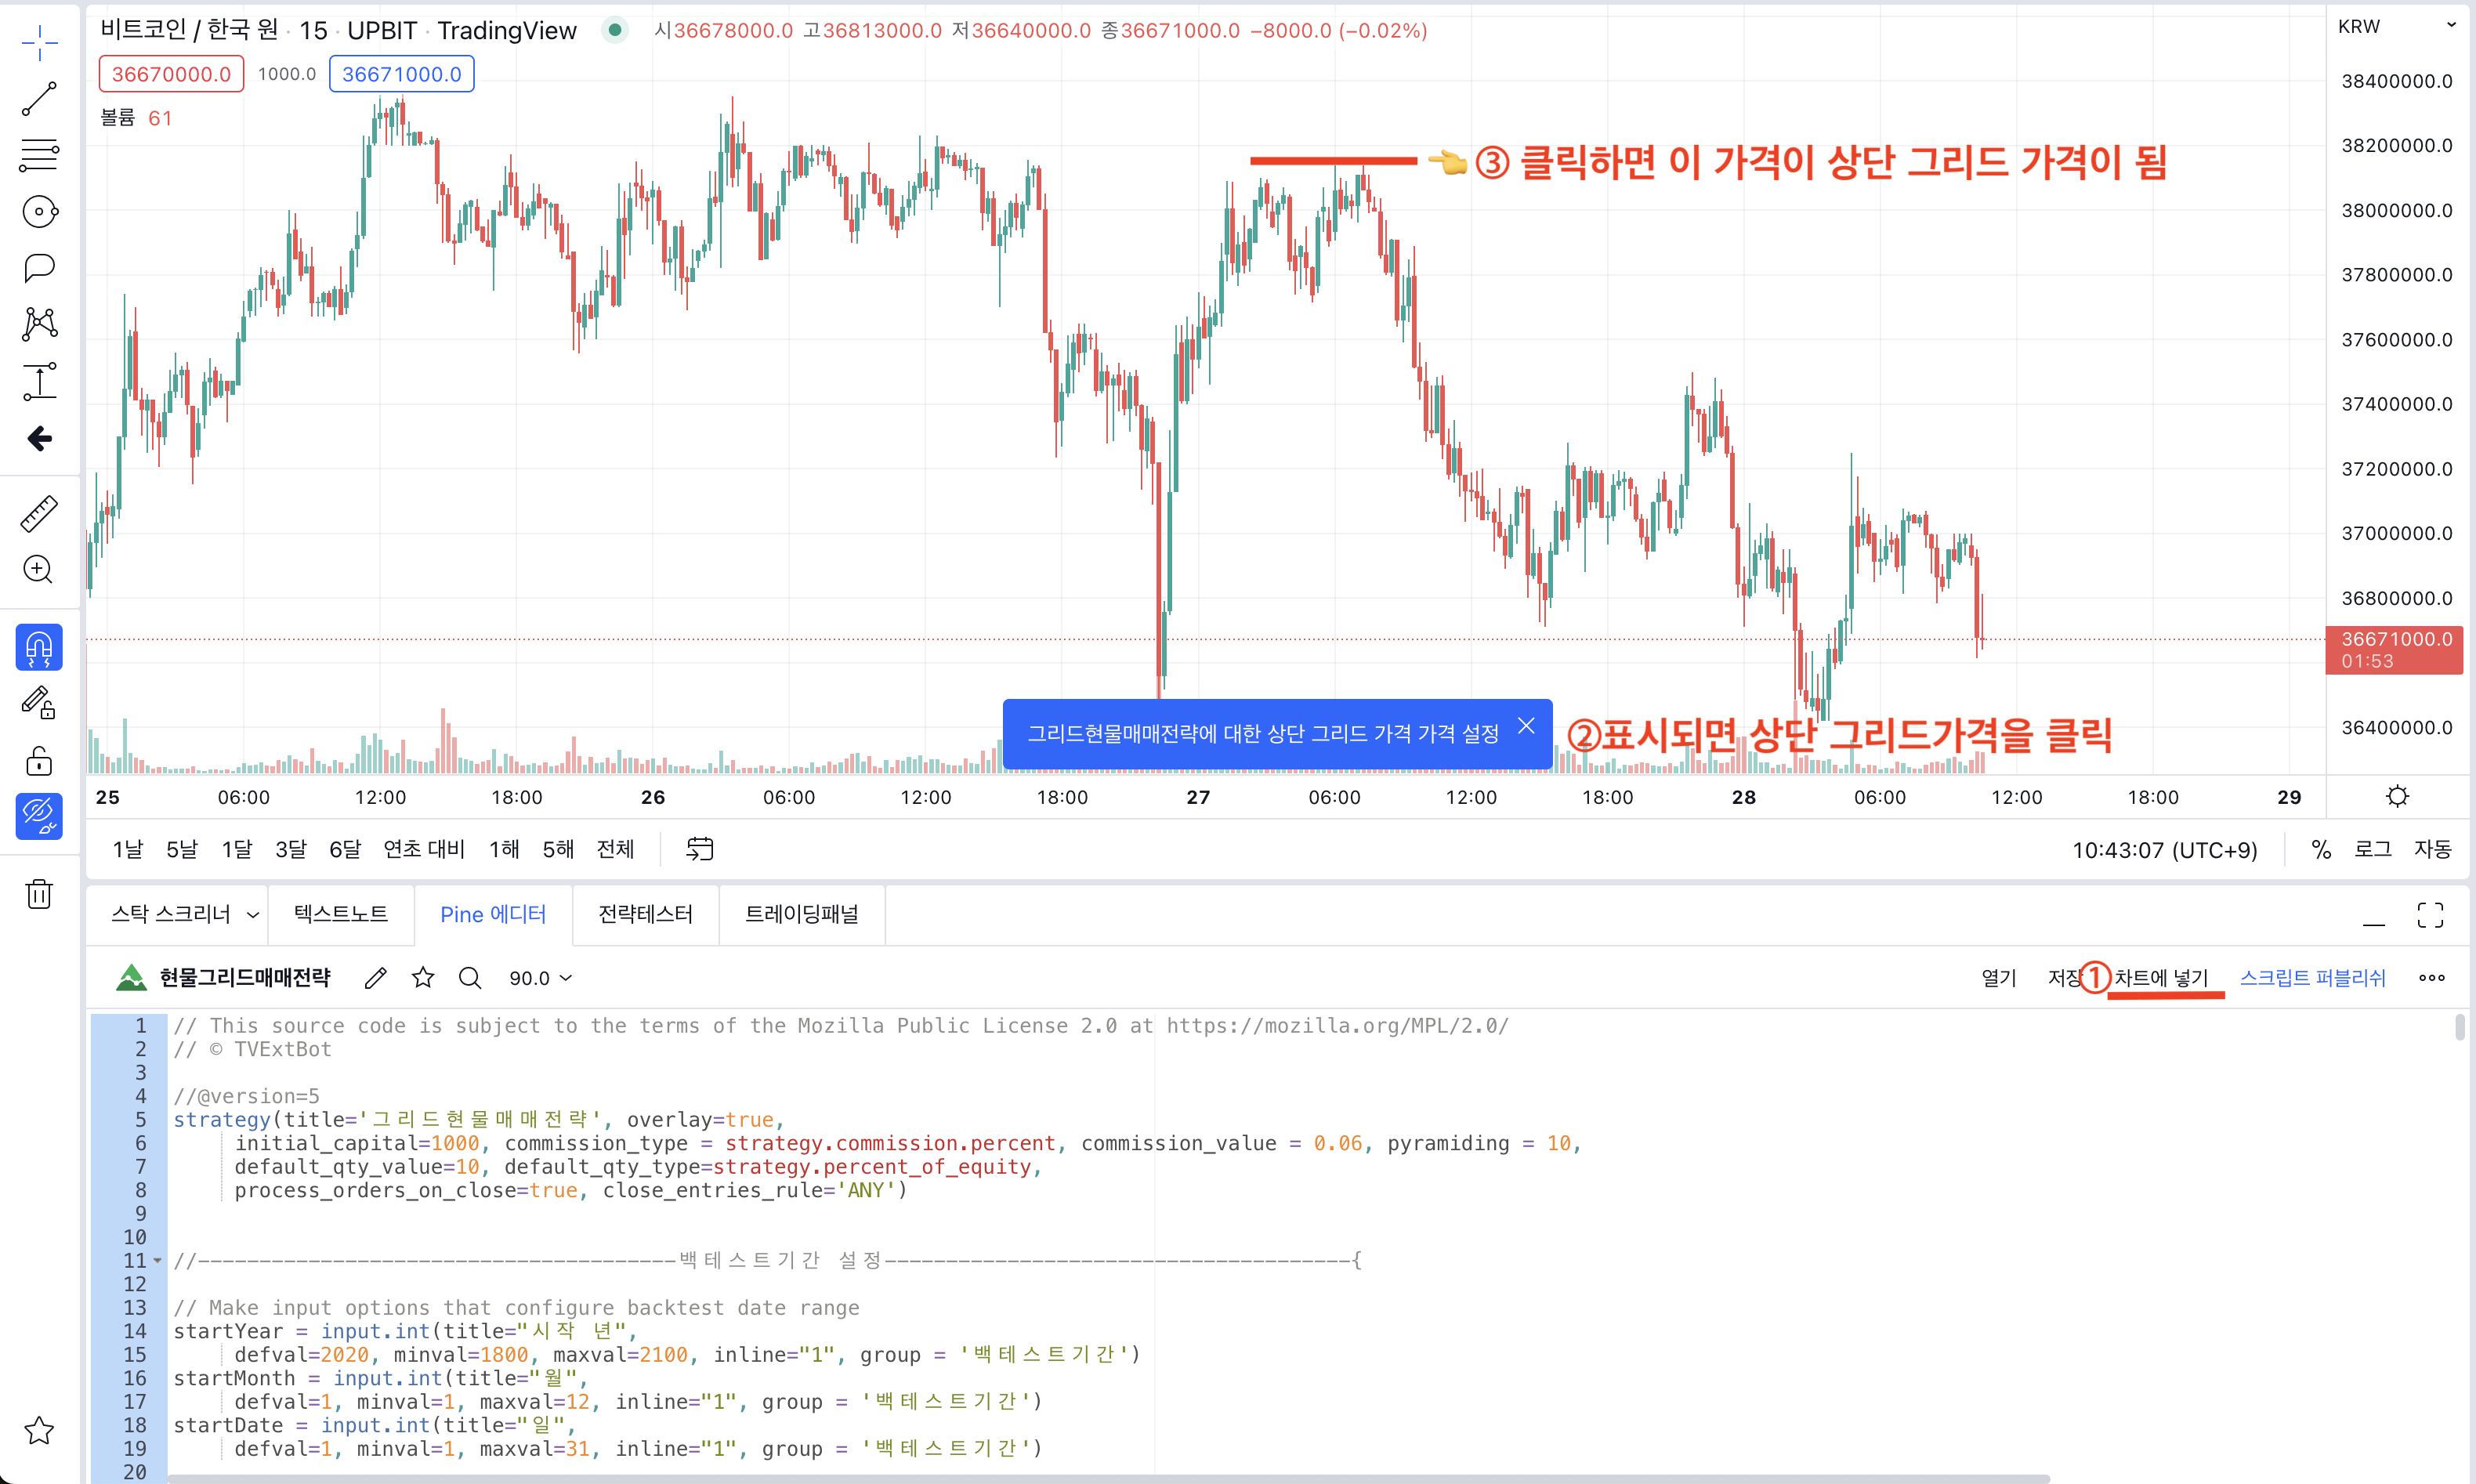 비트코인 / 한국 원 · 15 · UPBIT · TradingView 시36678000.0 고36813000.0 저36640000.0 종36671000.0 −8000.0 (−0.02%)
36670000.0 1000.0 36671000.0
볼륨 61
KRW
38400000.0
38200000.0
38000000.0
37800000.0
37600000.0
37400000.0
37200000.0
37000000.0
36800000.0
36671000.0
01:53
36400000.0
③ 클릭하면 이 가격이 상단 그리드 가격이 됨
그리드현물매매전략에 대한 상단 그리드 가격 가격 설정
②표시되면 상단 그리드가격을 클릭
25 06:00 12:00 18:00 26 06:00 12:00 18:00 27 06:00 12:00 18:00 28 06:00 12:00 18:00 29
1날 5날 1달 3달 6달 연초 대비 1해 5해 전체 10:43:07 (UTC+9) % 로그 자동
스탁 스크리너 텍스트노트 Pine 에디터 전략테스터 트레이딩패널
현물그리드매매전략 90.0 열기 저장 ① 차트에 넣기 스크립트 퍼블리쉬
1 // This source code is subject to the terms of the Mozilla Public License 2.0 at https://mozilla.org/MPL/2.0/
2 // © TVExtBot
3
4 //@version=5
5 strategy(title='그리드현물매매전략', overlay=true,
6 initial_capital=1000, commission_type = strategy.commission.percent, commission_value = 0.06, pyramiding = 10,
7 default_qty_value=10, default_qty_type=strategy.percent_of_equity,
8 process_orders_on_close=true, close_entries_rule='ANY')
9
10
11 //---------------------------------------백테스트기간 설정--------------------------------------{
12
13 // Make input options that configure backtest date range
14 startYear = input.int(title="시작 년",
15 defval=2020, minval=1800, maxval=2100, inline="1", group = '백테스트기간')
16 startMonth = input.int(title="월",
17 defval=1, minval=1, maxval=12, inline="1", group = '백테스트기간')
18 startDate = input.int(title="일",
19 defval=1, minval=1, maxval=31, inline="1", group = '백테스트기간')
20